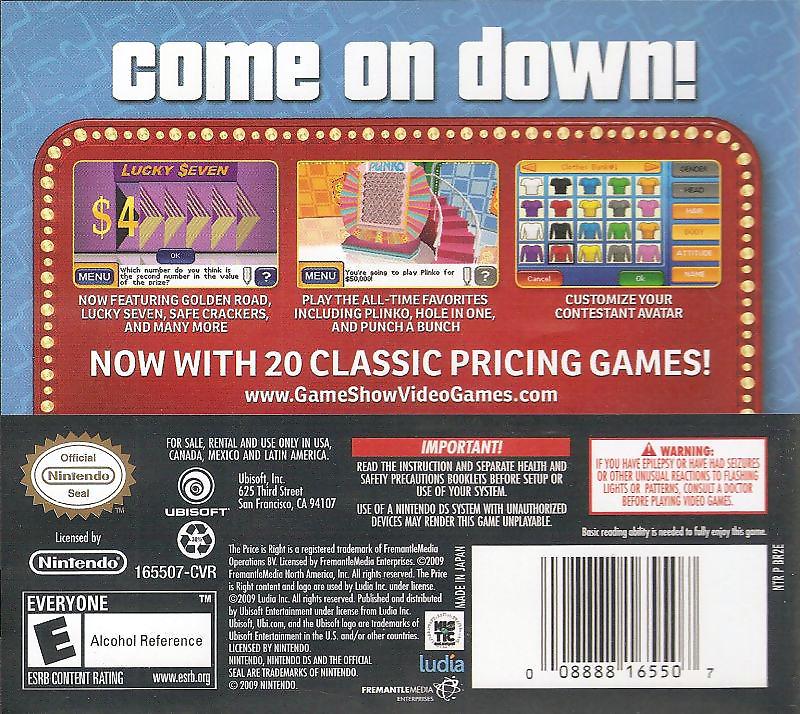 come on down!
LUCKY SEVEN
$4
OK
MENU
Which number do you think is
the second number in the value
of the prize?
?
PLINKO
MENU
You're going to play Plinko for
$50,000!
?
Clothes Bank#1
GENDER
HEAD
HAIR
BODY
ATTITUDE
NAME
Cancel
Ok
NOW FEATURING GOLDEN ROAD,
LUCKY SEVEN, SAFE CRACKERS,
AND MANY MORE
PLAY THE ALL-TIME FAVORITES
INCLUDING PLINKO, HOLE IN ONE,
AND PUNCH A BUNCH
CUSTOMIZE YOUR
CONTESTANT AVATAR
NOW WITH 20 CLASSIC PRICING GAMES!
www.GameShowVideoGames.com
Official
Nintendo
Seal
TM
Licensed by
Nintendo
FOR SALE, RENTAL AND USE ONLY IN USA,
CANADA, MEXICO AND LATIN AMERICA.
UBISOFT
Ubisoft, Inc.
625 Third Street
San Francisco, CA 94107
165507-CVR
IMPORTANT!
READ THE INSTRUCTION AND SEPARATE HEALTH AND
SAFETY PRECAUTIONS BOOKLETS BEFORE SETUP OR
USE OF YOUR SYSTEM.
USE OF A NINTENDO DS SYSTEM WITH UNAUTHORIZED
DEVICES MAY RENDER THIS GAME UNPLAYABLE.
WARNING:
IF YOU HAVE EPILEPSY OR HAVE HAD SEIZURES
OR OTHER UNUSUAL REACTIONS TO FLASHING
LIGHTS OR PATTERNS, CONSULT A DOCTOR
BEFORE PLAYING VIDEO GAMES.
Basic reading ability is needed to fully enjoy this game.
EVERYONE
TM
E
Alcohol Reference
ESRB CONTENT RATING
www.esrb.org
The Price is Right is a registered trademark of FremantleMedia
Operations BV. Licensed by FremantleMedia Enterprises. ©2009
FremantleMedia North America, Inc. All rights reserved. The Price
is Right content and logo are used by Ludia Inc. under license.
©2009 Ludia Inc. All rights reserved. Published and distributed
by Ubisoft Entertainment under license from Ludia Inc.
Ubisoft, Ubi.com, and the Ubisoft logo are trademarks of
Ubisoft Entertainment in the U.S. and/or other countries.
LICENSED BY NINTENDO.
NINTENDO, NINTENDO DS AND THE OFFICIAL
SEAL ARE TRADEMARKS OF NINTENDO.
© 2009 NINTENDO.
MADE IN JAPAN
ludia
FREMANTLEMEDIA
ENTERPRISES
0 08888 16550 7
NTR P BR2E